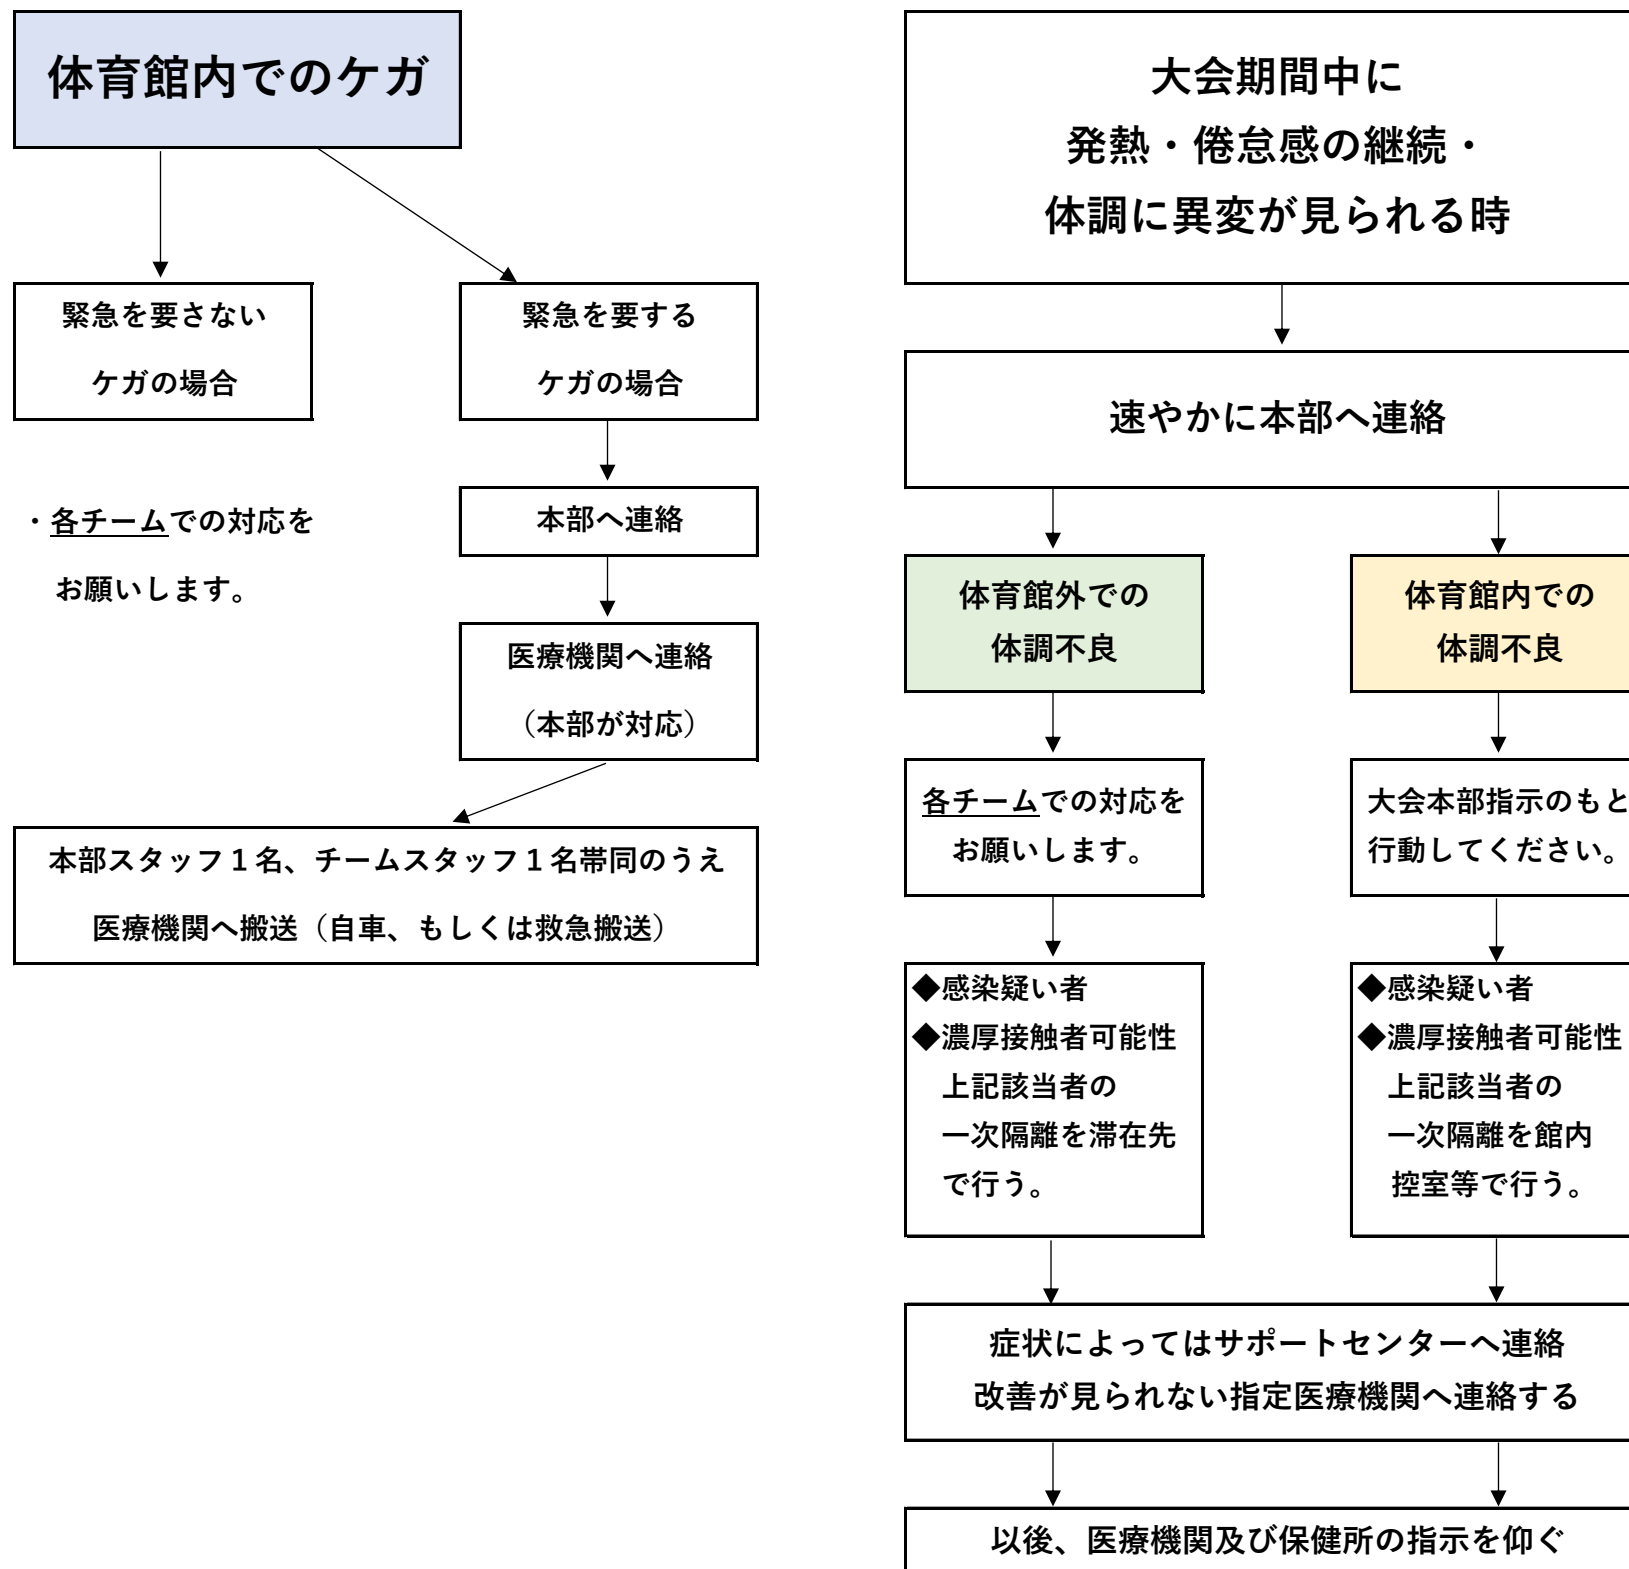 体育館内でのケガ
緊急を要さない
ケガの場合
・各チームでの対応を
お願いします。
緊急を要する
ケガの場合
本部へ連絡
医療機関へ連絡
（本部が対応）
本部スタッフ１名、チームスタッフ１名帯同のうえ
医療機関へ搬送（自車、もしくは救急搬送）
大会期間中に
発熱・倦怠感の継続・
体調に異変が見られる時
速やかに本部へ連絡
体育館外での
体調不良
各チームでの対応を
お願いします。
◆感染疑い者
◆濃厚接触者可能性
上記該当者の
一次隔離を滞在先
で行う。
体育館内での
体調不良
大会本部指示のもと
行動してください。
◆感染疑い者
◆濃厚接触者可能性
上記該当者の
一次隔離を館内
控室等で行う。
症状によってはサポートセンターへ連絡
改善が見られない指定医療機関へ連絡する
以後、医療機関及び保健所の指示を仰ぐ